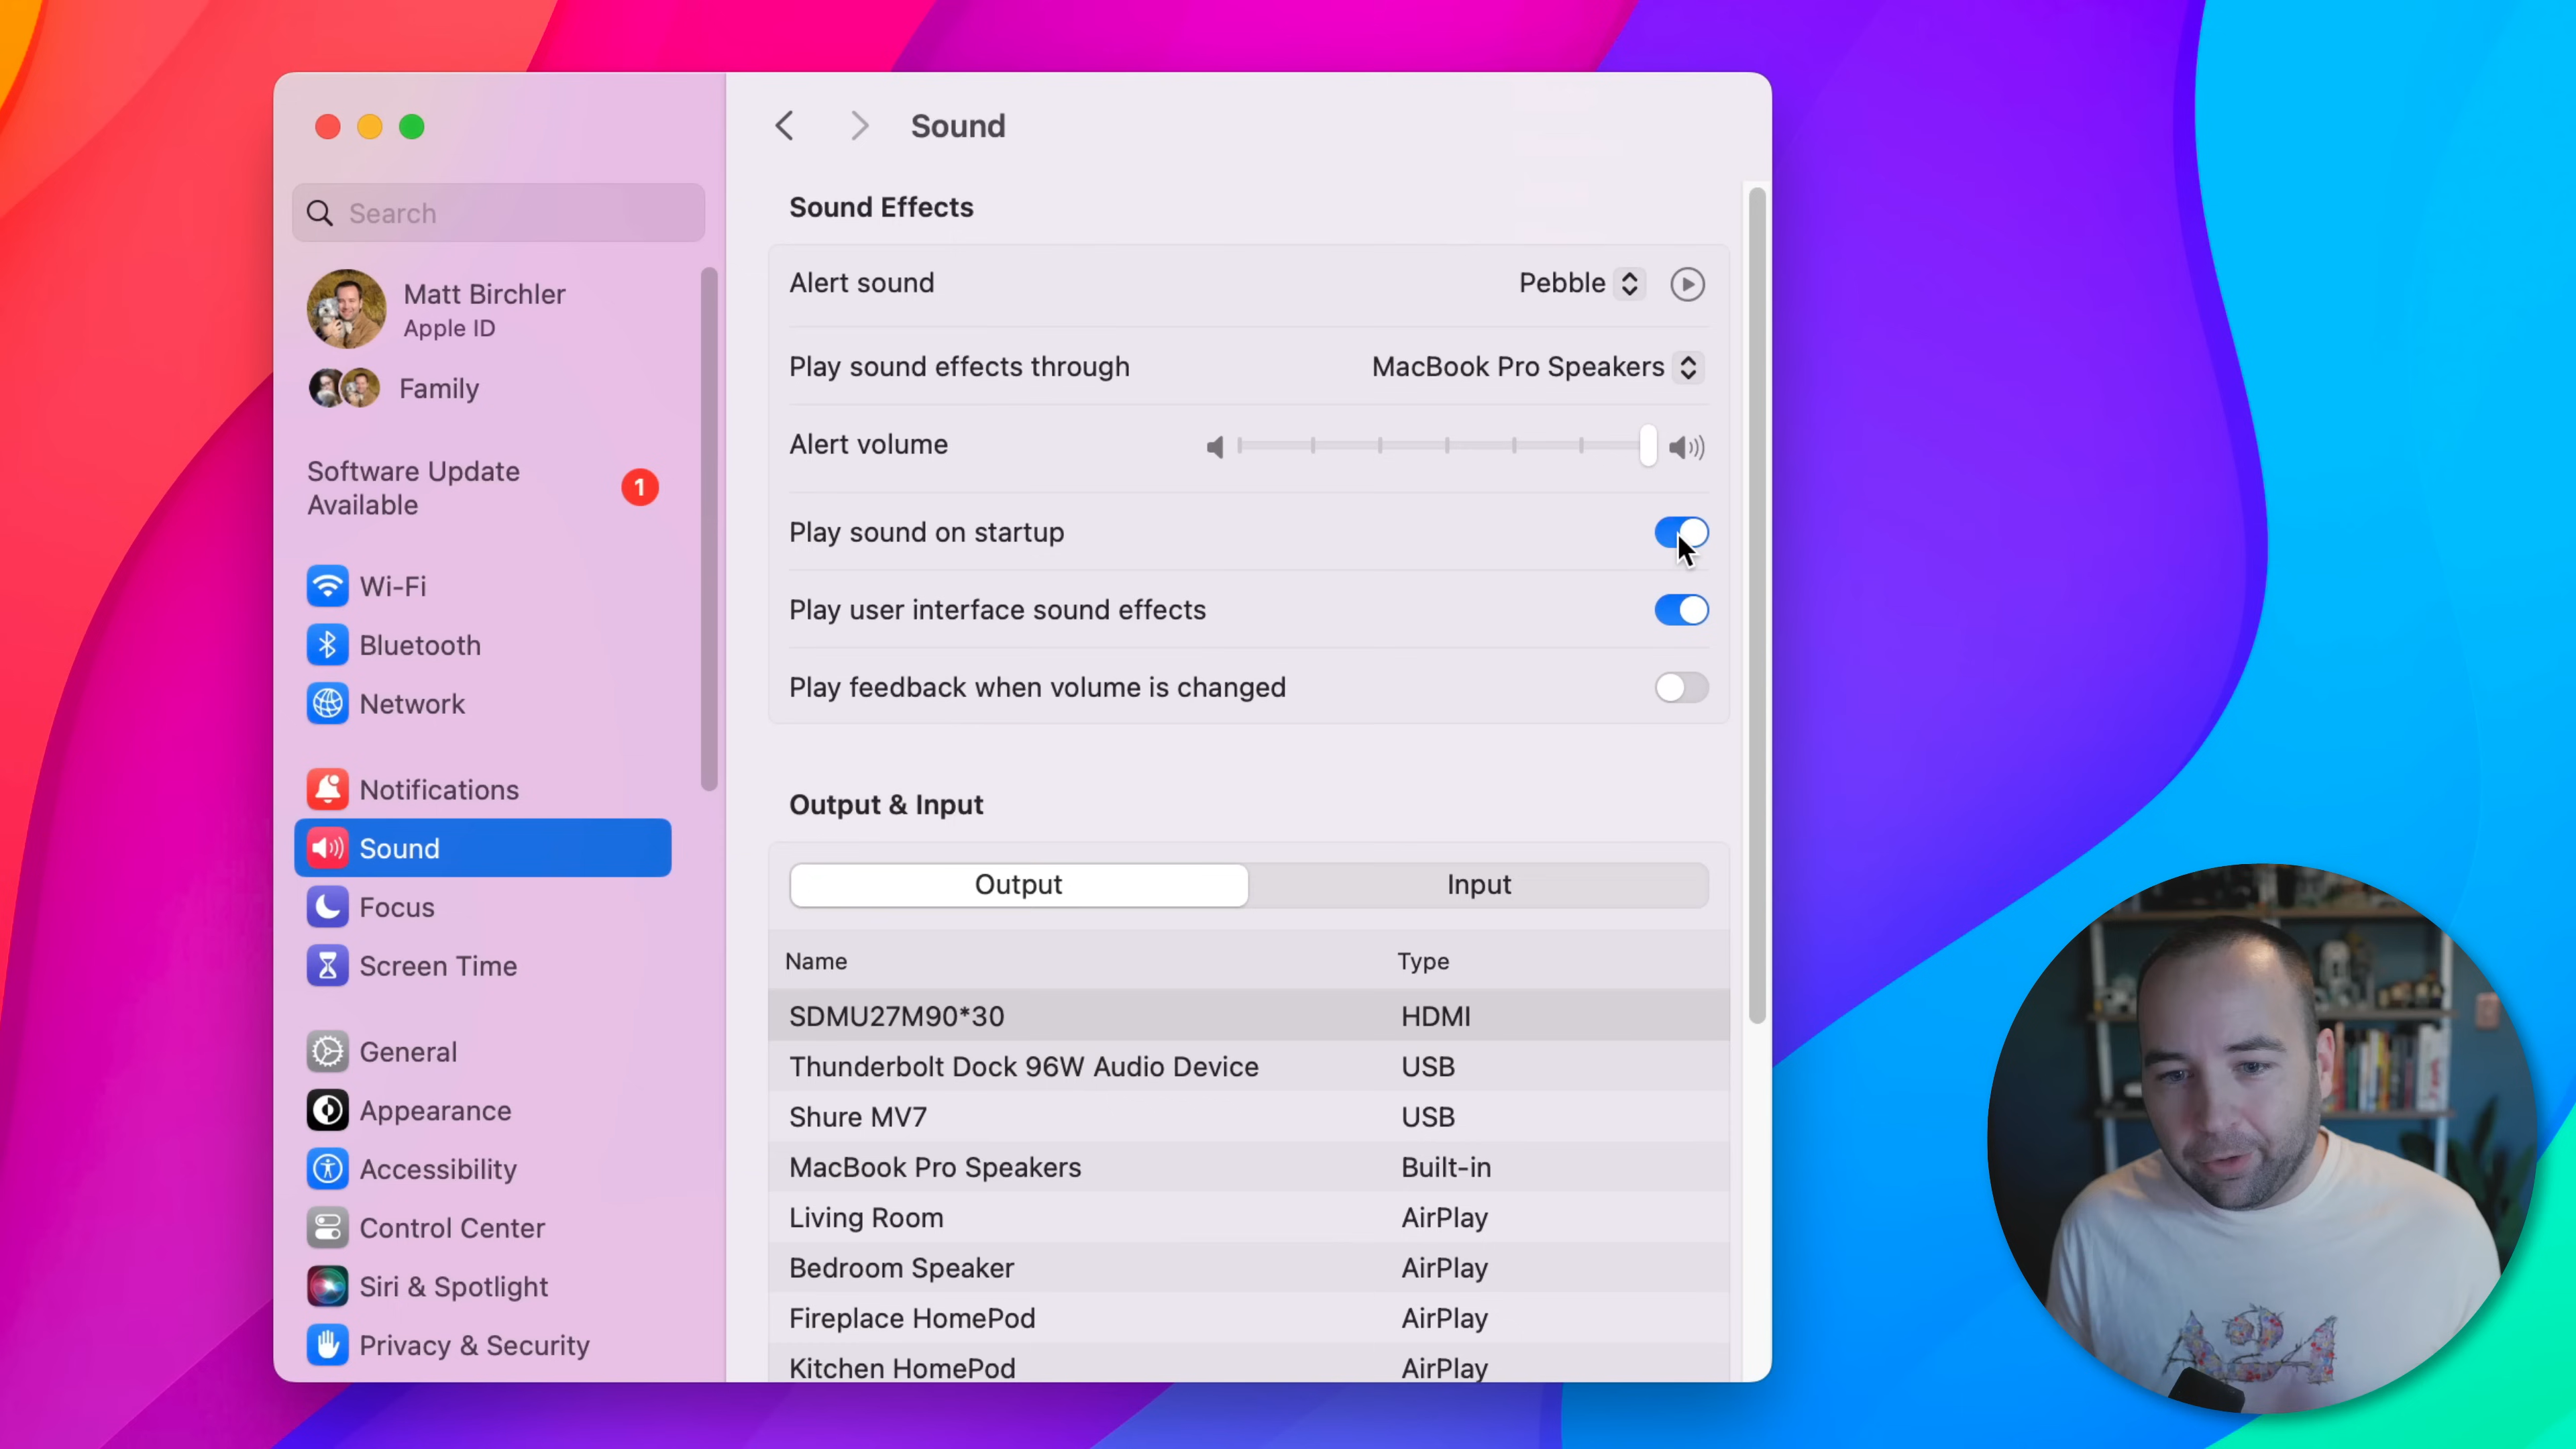 Sound
Search
Matt Birchler
Apple ID
Family
Software Update
Available
1
Wi-Fi
Bluetooth
Network
Notifications
Sound
Focus
Screen Time
General
Appearance
Accessibility
Control Center
Siri & Spotlight
Privacy & Security
Sound Effects
Alert sound Pebble
Play sound effects through MacBook Pro Speakers
Alert volume
Play sound on startup
Play user interface sound effects
Play feedback when volume is changed
Output & Input
Output Input
Name Type
SDMU27M90*30 HDMI
Thunderbolt Dock 96W Audio Device USB
Shure MV7 USB
MacBook Pro Speakers Built-in
Living Room AirPlay
Bedroom Speaker AirPlay
Fireplace HomePod AirPlay
Kitchen HomePod AirPlay
A24